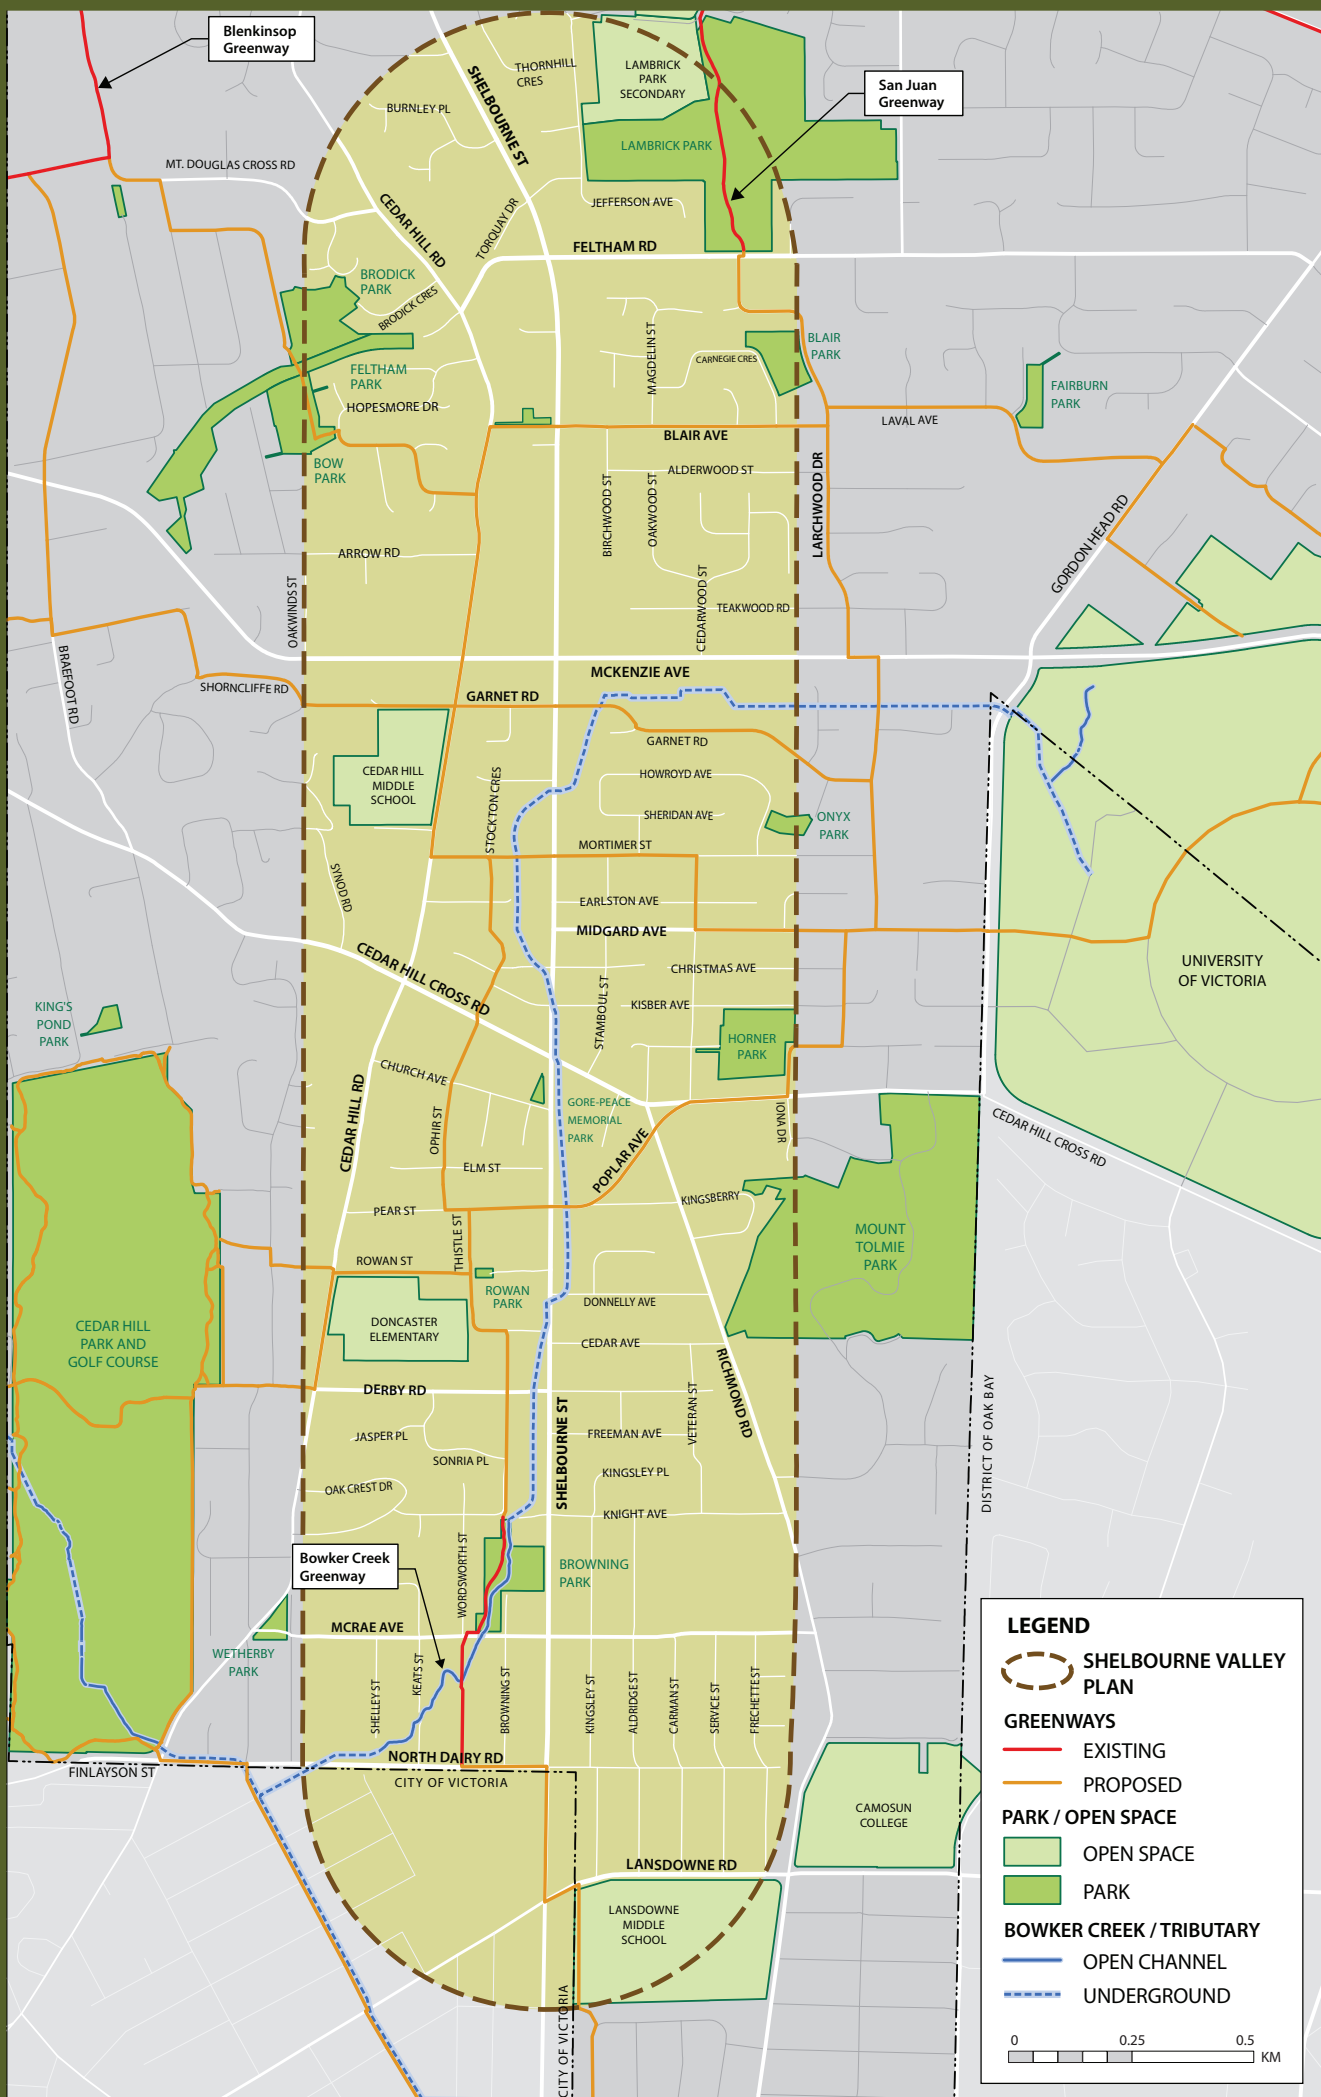 Blenkinsop
Greenway
THORNHILL
CRES
LAMBRICK
PARK
SECONDARY
San Juan
Greenway
BURNLEY PL
SHELBOURNE ST
LAMBRICK PARK
MT. DOUGLAS CROSS RD
CEDAR HILL RD
TORQUAY DR
JEFFERSON AVE
FELTHAM RD
BRODICK
PARK
BRODICK CRES
MAGDELIN ST
CARNEGIE CRES
BLAIR
PARK
FELTHAM
PARK
HOPESMORE DR
FAIRBURN
PARK
LAVAL AVE
BLAIR AVE
BOW
PARK
ALDERWOOD ST
BIRCHWOOD ST
OAKWOOD ST
LARCHWOOD DR
GORDON HEAD RD
ARROW RD
OAKWINDS ST
CEDARWOOD ST
TEAKWOOD RD
BRAEFOOT RD
SHORNCLIFFE RD
MCKENZIE AVE
GARNET RD
GARNET RD
CEDAR HILL
MIDDLE
SCHOOL
STOCKTON CRES
HOWROYD AVE
SHERIDAN AVE
ONYX
PARK
MORTIMER ST
SYNOD RD
EARLSTON AVE
MIDGARD AVE
CEDAR HILL CROSS RD
CHRISTMAS AVE
UNIVERSITY
OF VICTORIA
KING'S
POND
PARK
STAMBOUL ST
KISBER AVE
HORNER
PARK
CHURCH AVE
CEDAR HILL RD
GORE-PEACE
MEMORIAL
PARK
OPHIR ST
POPLAR AVE
IONA DR
CEDAR HILL CROSS RD
ELM ST
KINGSBERRY
PEAR ST
THISTLE ST
MOUNT
TOLMIE
PARK
ROWAN ST
ROWAN
PARK
DONNELLY AVE
CEDAR HILL
PARK AND
GOLF COURSE
DONCASTER
ELEMENTARY
CEDAR AVE
RICHMOND RD
DERBY RD
VETERAN ST
DISTRICT OF OAK BAY
SHELBOURNE ST
JASPER PL
FREEMAN AVE
SONRIA PL
KINGSLEY PL
OAK CREST DR
KNIGHT AVE
Bowker Creek
Greenway
WORDSWORTH ST
BROWNING
PARK
MCRAE AVE
WETHERBY
PARK
SHELLEY ST
KEATS ST
BROWNING ST
KINGSLEY ST
ALDRIDGE ST
CARMAN ST
SERVICE ST
FRECHETTE ST
NORTH DAIRY RD
FINLAYSON ST
CITY OF VICTORIA
CAMOSUN
COLLEGE
LANSDOWNE RD
LANSDOWNE
MIDDLE
SCHOOL
CITY OF VICTORIA
LEGEND
SHELBOURNE VALLEY
PLAN
GREENWAYS
EXISTING
PROPOSED
PARK / OPEN SPACE
OPEN SPACE
PARK
BOWKER CREEK / TRIBUTARY
OPEN CHANNEL
UNDERGROUND
0 0.25 0.5
KM